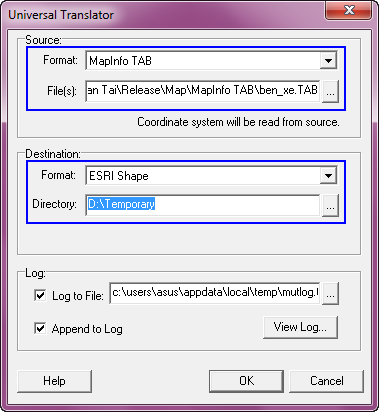 Universal Translator
Source:
Format: MapInfo TAB
File(s): an Tai\Release\Map\MapInfo TAB\ben_xe.TAB ...
Coordinate system will be read from source.
Destination:
Format: ESRI Shape
Directory: D:\Temporary ...
Log:
Log to File: c:\users\asus\appdata\local\temp\mutlog. ...
Append to Log View Log...
Help OK Cancel